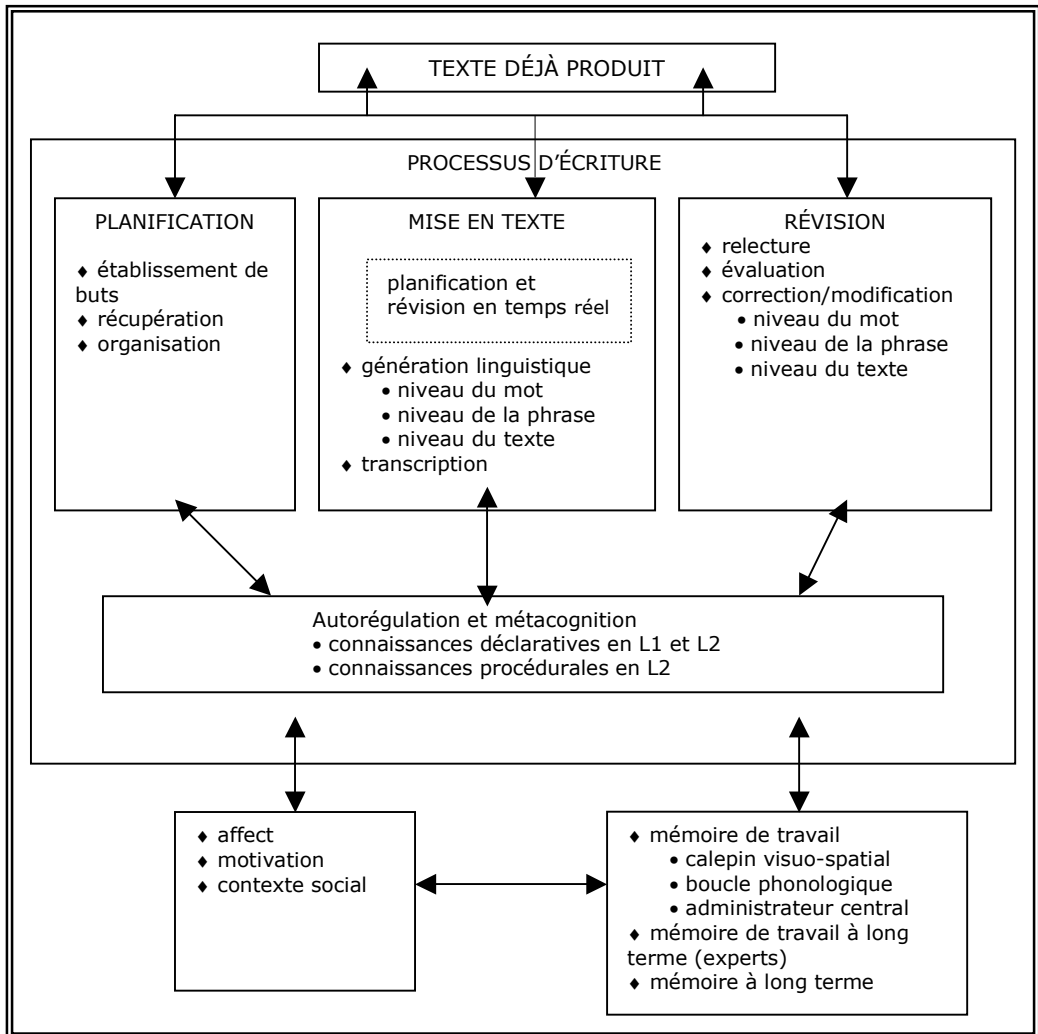 TEXTE DÉJÀ PRODUIT
PROCESSUS D'ÉCRITURE
PLANIFICATION
♦ établissement de
buts
♦ récupération
♦ organisation
MISE EN TEXTE
planification et
révision en temps réel
♦ génération linguistique
• niveau du mot
• niveau de la phrase
• niveau du texte
♦ transcription
RÉVISION
♦ relecture
♦ évaluation
♦ correction/modification
• niveau du mot
• niveau de la phrase
• niveau du texte
Autorégulation et métacognition
• connaissances déclaratives en L1 et L2
• connaissances procédurales en L2
♦ affect
♦ motivation
♦ contexte social
♦ mémoire de travail
• calepin visuo-spatial
• boucle phonologique
• administrateur central
♦ mémoire de travail à long
terme (experts)
♦ mémoire à long terme